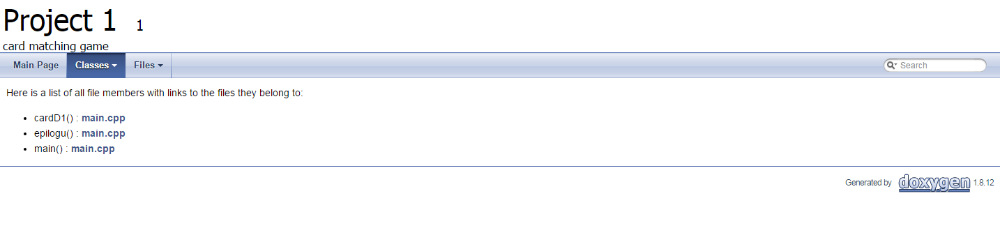 Project 1 1
card matching game
Main Page Classes Files Search
Here is a list of all file members with links to the files they belong to:
• cardD1() : main.cpp
• epilogu() : main.cpp
• main() : main.cpp
Generated by doxygen 1.8.12